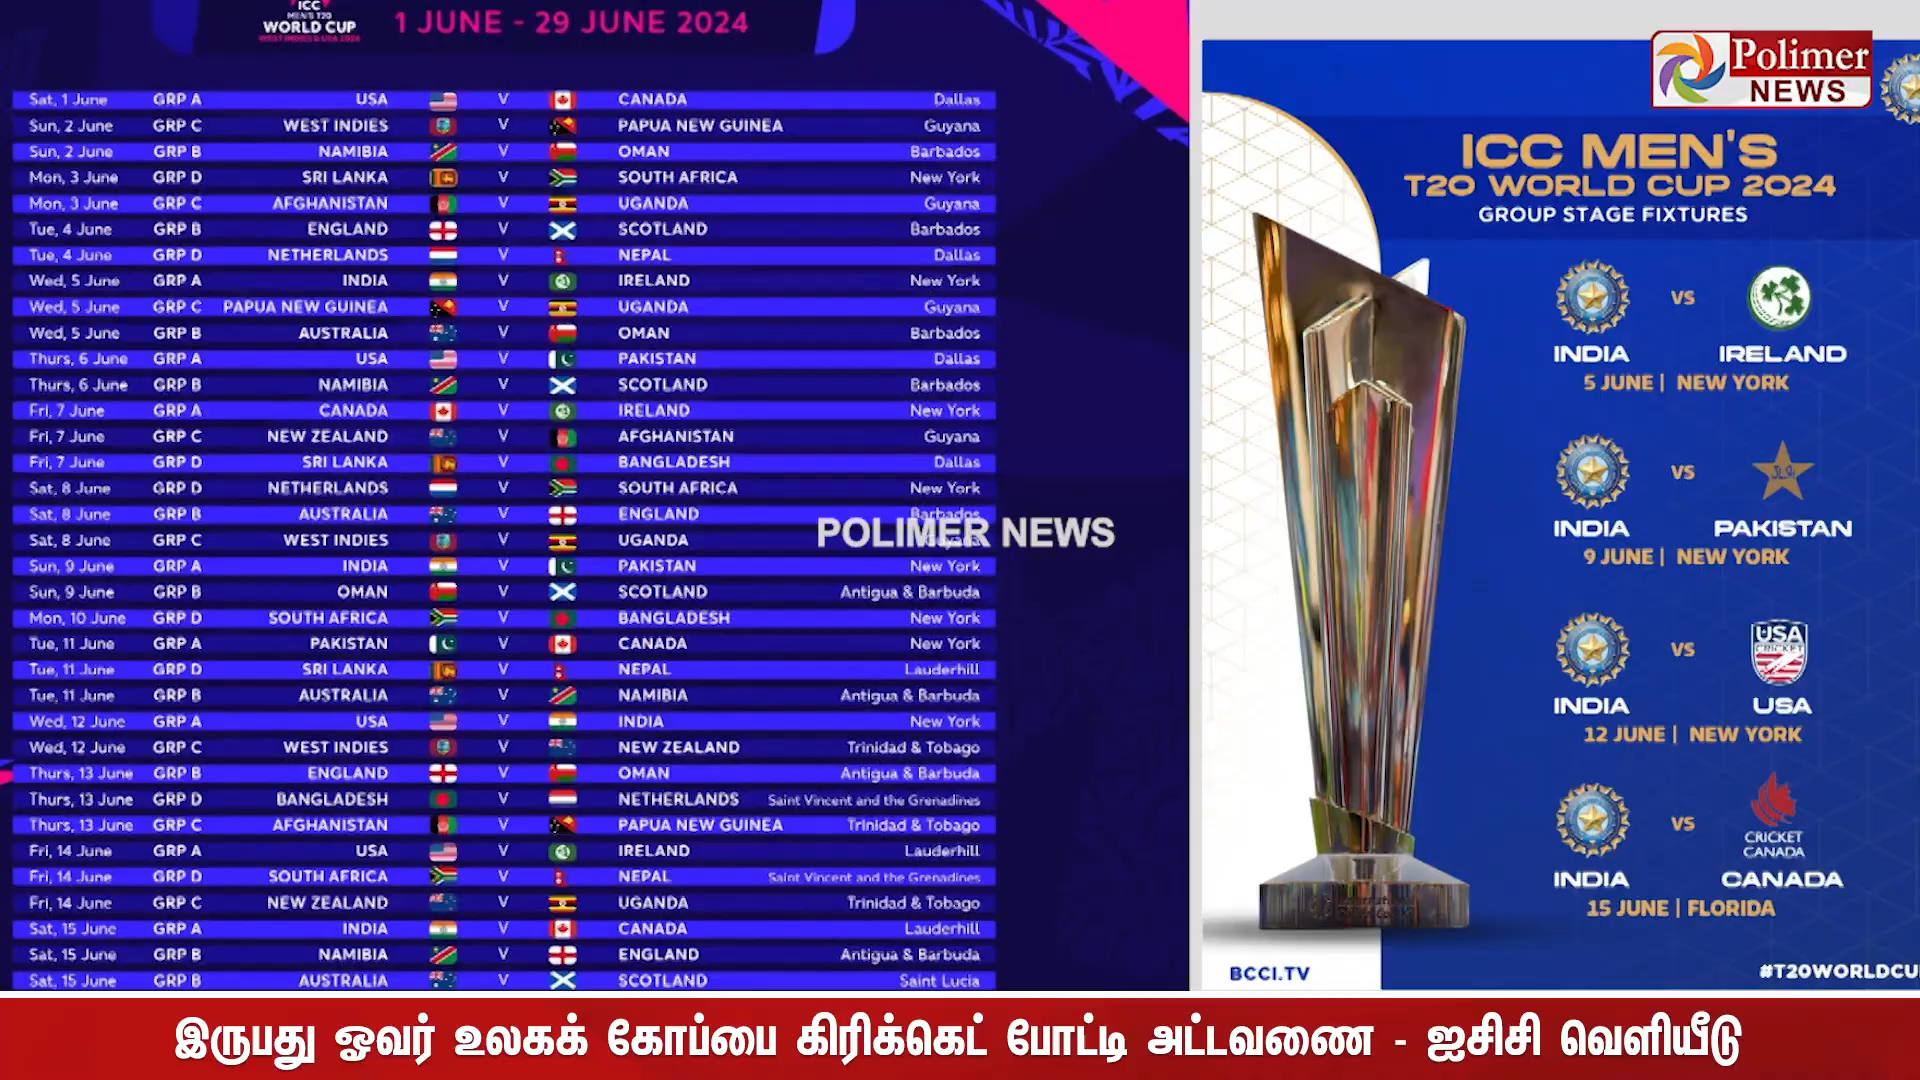 ICC
MEN'S T20
WORLD CUP
WEST INDIES & USA 2024
1 JUNE - 29 JUNE 2024
Sat, 1 June GRP A USA V CANADA Dallas
Sun, 2 June GRP C WEST INDIES V PAPUA NEW GUINEA Guyana
Sun, 2 June GRP B NAMIBIA V OMAN Barbados
Mon, 3 June GRP D SRI LANKA V SOUTH AFRICA New York
Mon, 3 June GRP C AFGHANISTAN V UGANDA Guyana
Tue, 4 June GRP B ENGLAND V SCOTLAND Barbados
Tue, 4 June GRP D NETHERLANDS V NEPAL Dallas
Wed, 5 June GRP A INDIA V IRELAND New York
Wed, 5 June GRP C PAPUA NEW GUINEA V UGANDA Guyana
Wed, 5 June GRP B AUSTRALIA V OMAN Barbados
Thurs, 6 June GRP A USA V PAKISTAN Dallas
Thurs, 6 June GRP B NAMIBIA V SCOTLAND Barbados
Fri, 7 June GRP A CANADA V IRELAND New York
Fri, 7 June GRP C NEW ZEALAND V AFGHANISTAN Guyana
Fri, 7 June GRP D SRI LANKA V BANGLADESH Dallas
Sat, 8 June GRP D NETHERLANDS V SOUTH AFRICA New York
Sat, 8 June GRP B AUSTRALIA V ENGLAND Barbados
Sat, 8 June GRP C WEST INDIES V UGANDA Guyana
Sun, 9 June GRP A INDIA V PAKISTAN New York
Sun, 9 June GRP B OMAN V SCOTLAND Antigua & Barbuda
Mon, 10 June GRP D SOUTH AFRICA V BANGLADESH New York
Tue, 11 June GRP A PAKISTAN V CANADA New York
Tue, 11 June GRP D SRI LANKA V NEPAL Lauderhill
Tue, 11 June GRP B AUSTRALIA V NAMIBIA Antigua & Barbuda
Wed, 12 June GRP A USA V INDIA New York
Wed, 12 June GRP C WEST INDIES V NEW ZEALAND Trinidad & Tobago
Thurs, 13 June GRP B ENGLAND V OMAN Antigua & Barbuda
Thurs, 13 June GRP D BANGLADESH V NETHERLANDS Saint Vincent and the Grenadines
Thurs, 13 June GRP C AFGHANISTAN V PAPUA NEW GUINEA Trinidad & Tobago
Fri, 14 June GRP A USA V IRELAND Lauderhill
Fri, 14 June GRP D SOUTH AFRICA V NEPAL Saint Vincent and the Grenadines
Fri, 14 June GRP C NEW ZEALAND V UGANDA Trinidad & Tobago
Sat, 15 June GRP A INDIA V CANADA Lauderhill
Sat, 15 June GRP B NAMIBIA V ENGLAND Antigua & Barbuda
Sat, 15 June GRP B AUSTRALIA V SCOTLAND Saint Lucia
POLIMER NEWS
Polimer
NEWS
ICC MEN'S
T20 WORLD CUP 2024
GROUP STAGE FIXTURES
VS
INDIA IRELAND
5 JUNE | NEW YORK
VS
INDIA PAKISTAN
9 JUNE | NEW YORK
USA
CRICKET
VS
INDIA USA
12 JUNE | NEW YORK
VS
CRICKET
CANADA
INDIA CANADA
15 JUNE | FLORIDA
BCCI.TV
#T20WORLDCU
இருபது ஓவர் உலகக் கோப்பை கிரிக்கெட் போட்டி அட்டவணை - ஐசிசி வெளியீடு